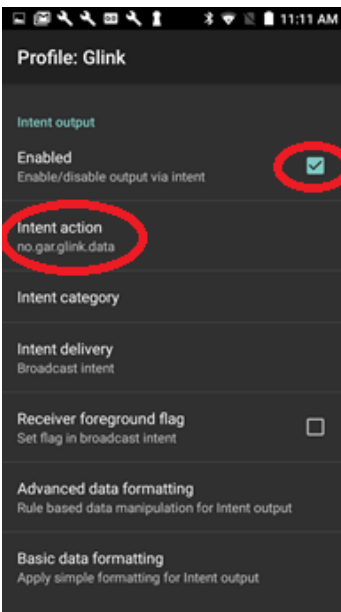 11:11 AM
Profile: Glink
Intent output
Enabled
Enable/disable output via intent
Intent action
no.gar.glink.data
Intent category
Intent delivery
Broadcast intent
Receiver foreground flag
Set flag in broadcast intent
Advanced data formatting
Rule based data manipulation for Intent output
Basic data formatting
Apply simple formatting for Intent output